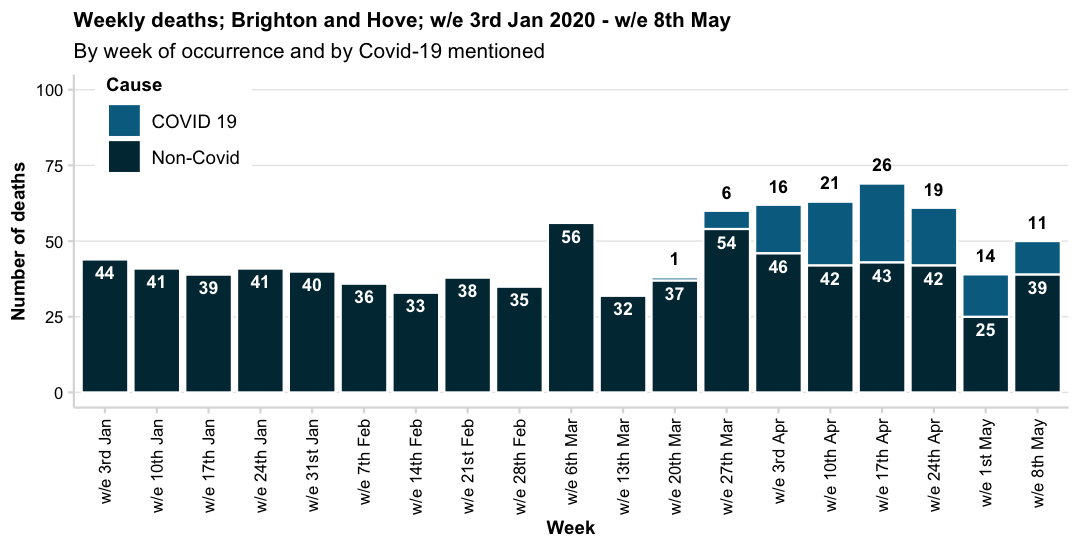 Weekly deaths; Brighton and Hove; w/e 3rd Jan 2020 - w/e 8th May
By week of occurrence and by Covid-19 mentioned
Cause
COVID 19
Non-Covid
Number of deaths
100
75
50
25
0
44
41
39
41
40
36
33
38
35
56
32
1
37
6
54
16
46
21
42
26
43
19
42
14
25
11
39
w/e 3rd Jan
w/e 10th Jan
w/e 17th Jan
w/e 24th Jan
w/e 31st Jan
w/e 7th Feb
w/e 14th Feb
w/e 21st Feb
w/e 28th Feb
w/e 6th Mar
w/e 13th Mar
w/e 20th Mar
w/e 27th Mar
w/e 3rd Apr
w/e 10th Apr
w/e 17th Apr
w/e 24th Apr
w/e 1st May
w/e 8th May
Week